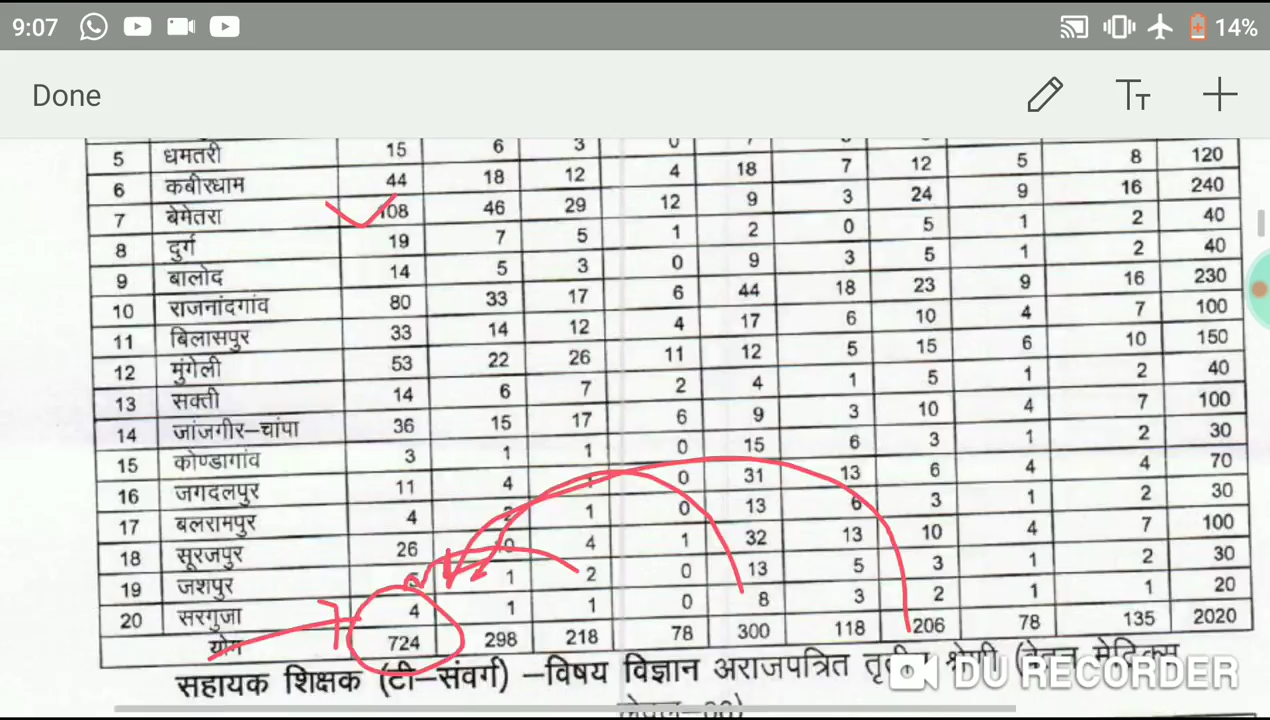 9:07 14%
Done
5 धमतरी 15 6 3 0 7 12 5 8 120
6 कबीरधाम 44 18 12 4 18 7 24 9 16 240
7 बेमेतरा 108 46 29 12 9 3 5 1 2 40
8 दुर्ग 19 7 5 1 2 0 5 1 2 40
9 बालोद 14 5 3 0 9 3 23 9 16 230
10 राजनांदगांव 80 33 17 6 44 18 10 4 7 100
11 बिलासपुर 33 14 12 4 17 6 15 6 10 150
12 मुंगेली 53 22 26 11 12 5 5 1 2 40
13 सक्ती 14 6 7 2 4 1 10 4 7 100
14 जांजगीर–चांपा 36 15 17 6 9 3 3 1 2 30
15 कोण्डागांव 3 1 1 0 15 6 6 4 4 70
16 जगदलपुर 11 4 1 0 31 13 3 1 2 30
17 बलरामपुर 4 2 1 0 13 6 10 4 7 100
18 सूरजपुर 26 10 4 1 32 13 3 1 2 30
19 जशपुर 1 2 0 13 5 2 1 1 20
20 सरगुजा 4 1 1 0 8 3
योग 724 298 218 78 300 118 206 78 135 2020
सहायक शिक्षक (टी–संवर्ग) –विषय विज्ञान अराजपत्रित तृतीय श्रेणी (वेतन मेट्रिक्स
DU RECORDER